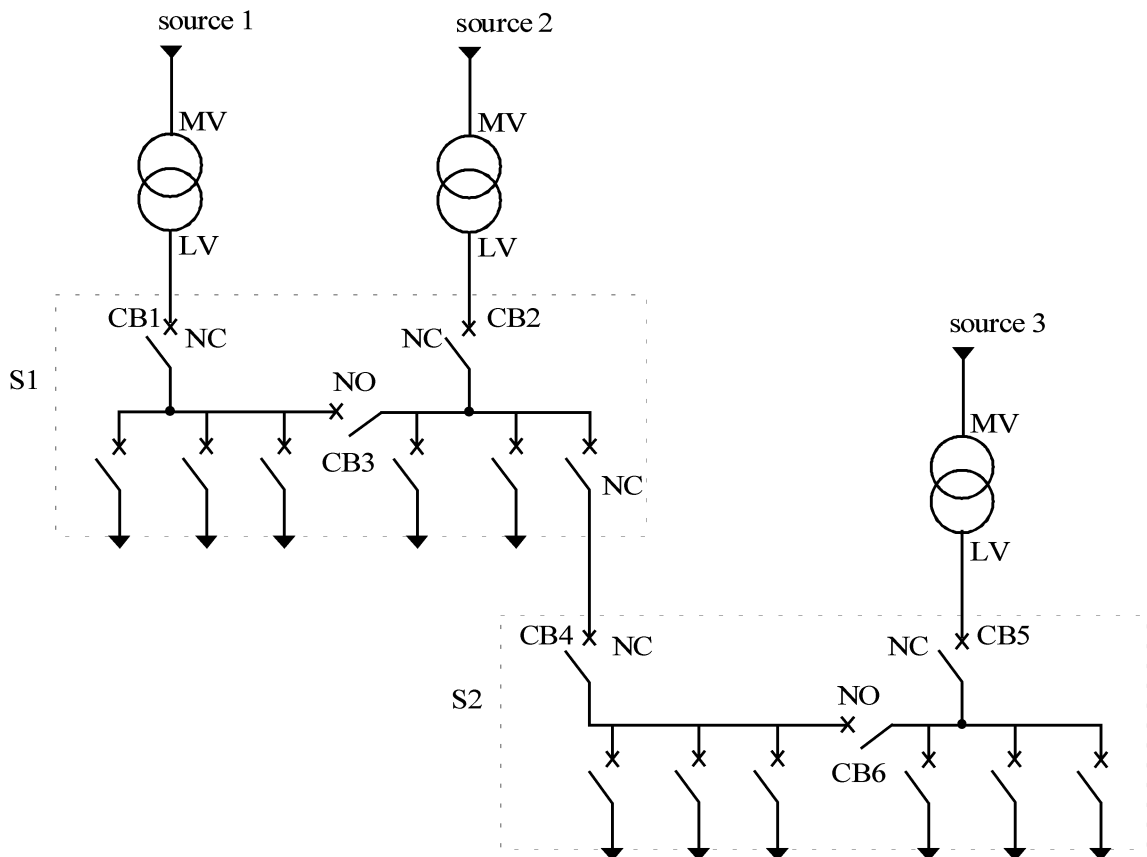 source 1
source 2
MV
MV
LV
LV
CB1
NC
NC
CB2
source 3
S1
NO
MV
CB3
NC
LV
CB4
NC
NC
CB5
S2
NO
CB6